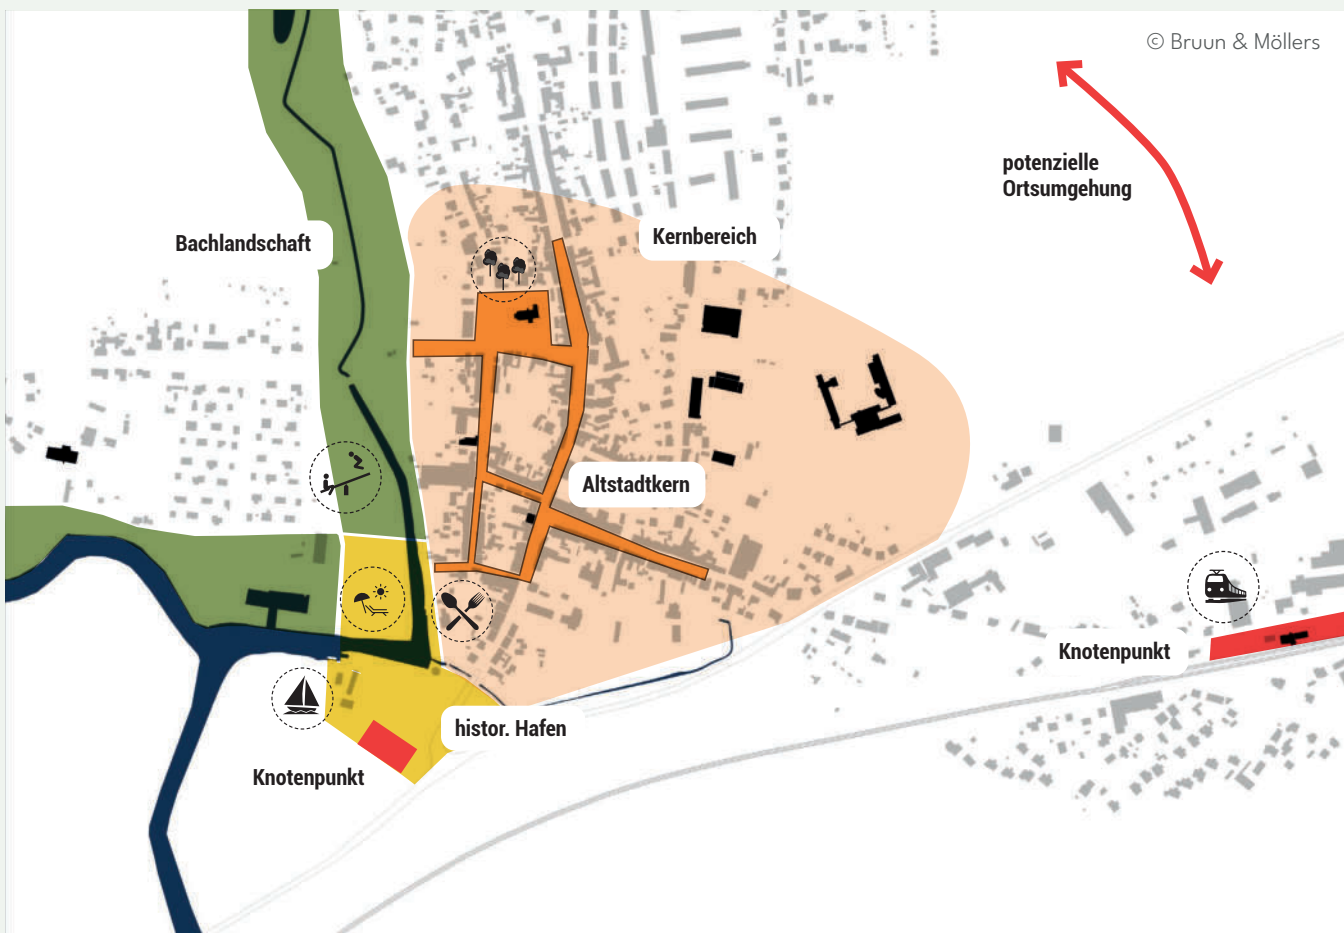 © Bruun & Möllers
potenzielle
Ortsumgehung
Bachlandschaft
Kernbereich
Altstadtkern
Knotenpunkt
histor. Hafen
Knotenpunkt